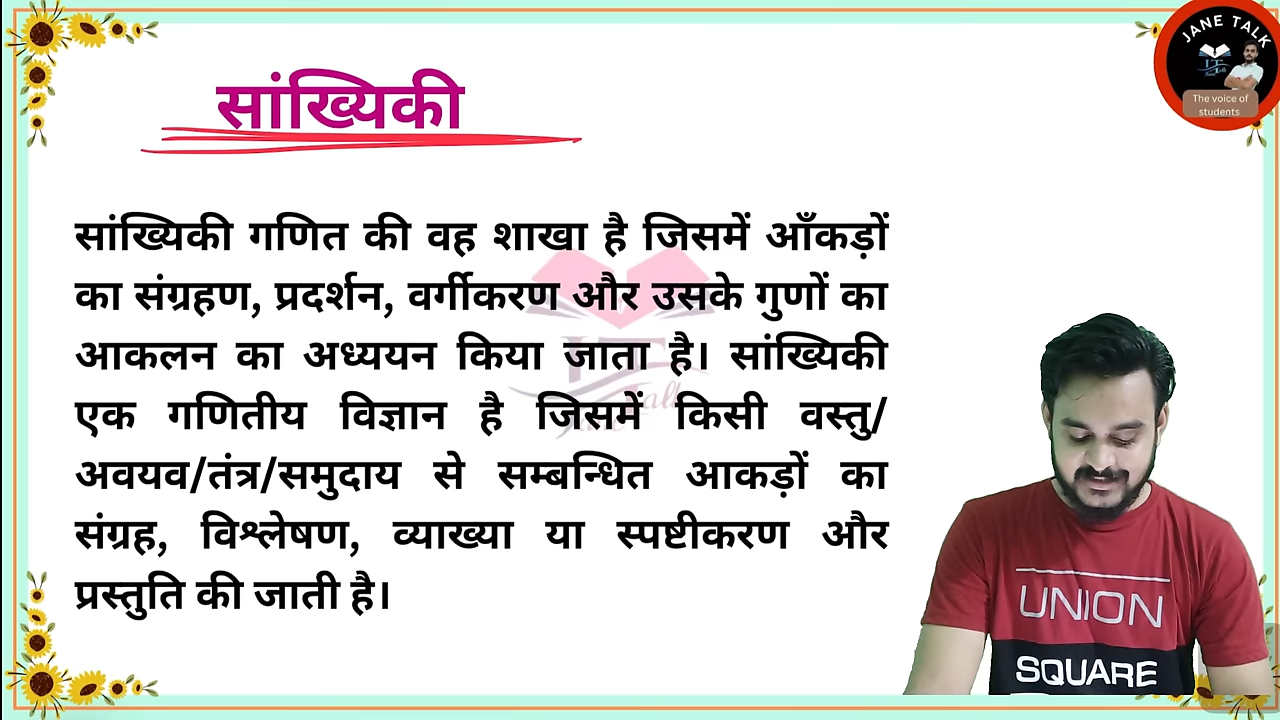 सांख्यिकी
सांख्यिकी गणित की वह शाखा है जिसमें आँकड़ों
का संग्रहण, प्रदर्शन, वर्गीकरण और उसके गुणों का
आकलन का अध्ययन किया जाता है। सांख्यिकी
एक गणितीय विज्ञान है जिसमें किसी वस्तु/
अवयव/तंत्र/समुदाय से सम्बन्धित आकड़ों का
संग्रह, विश्लेषण, व्याख्या या स्पष्टीकरण और
प्रस्तुति की जाती है।
JANE TALK
The voice of
students
UNION
SQUARE